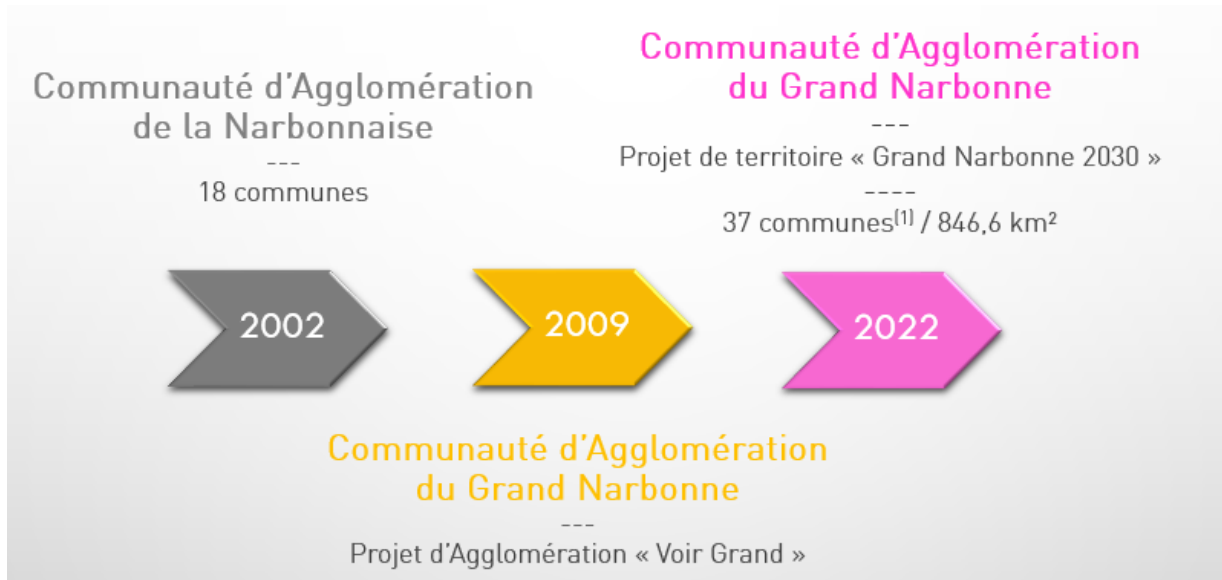 Communauté d'Agglomération
de la Narbonnaise
---
18 communes
Communauté d'Agglomération
du Grand Narbonne
---
Projet de territoire « Grand Narbonne 2030 »
----
37 communes⁽¹⁾ / 846,6 km²
2002
2009
2022
Communauté d'Agglomération
du Grand Narbonne
---
Projet d'Agglomération « Voir Grand »